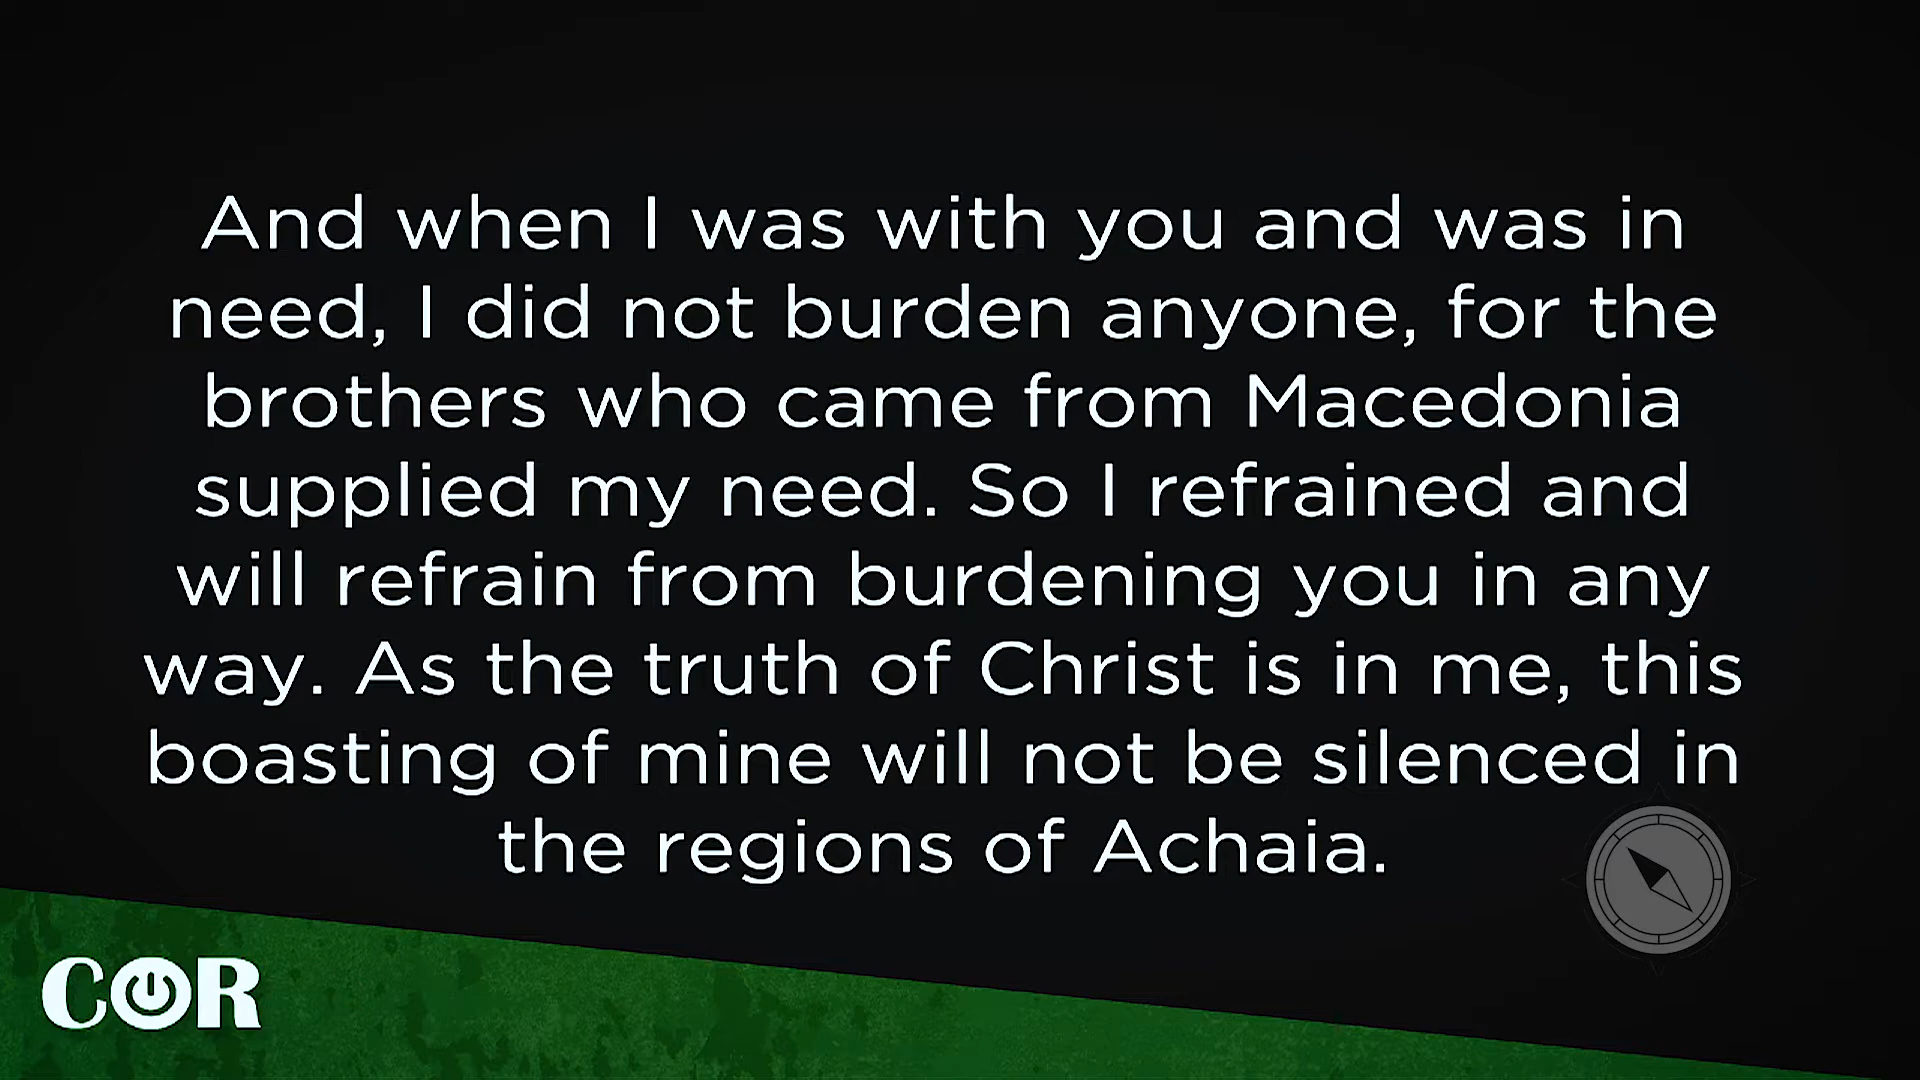 And when I was with you and was in
need, I did not burden anyone, for the
brothers who came from Macedonia
supplied my need. So I refrained and
will refrain from burdening you in any
way. As the truth of Christ is in me, this
boasting of mine will not be silenced in
the regions of Achaia.
COR